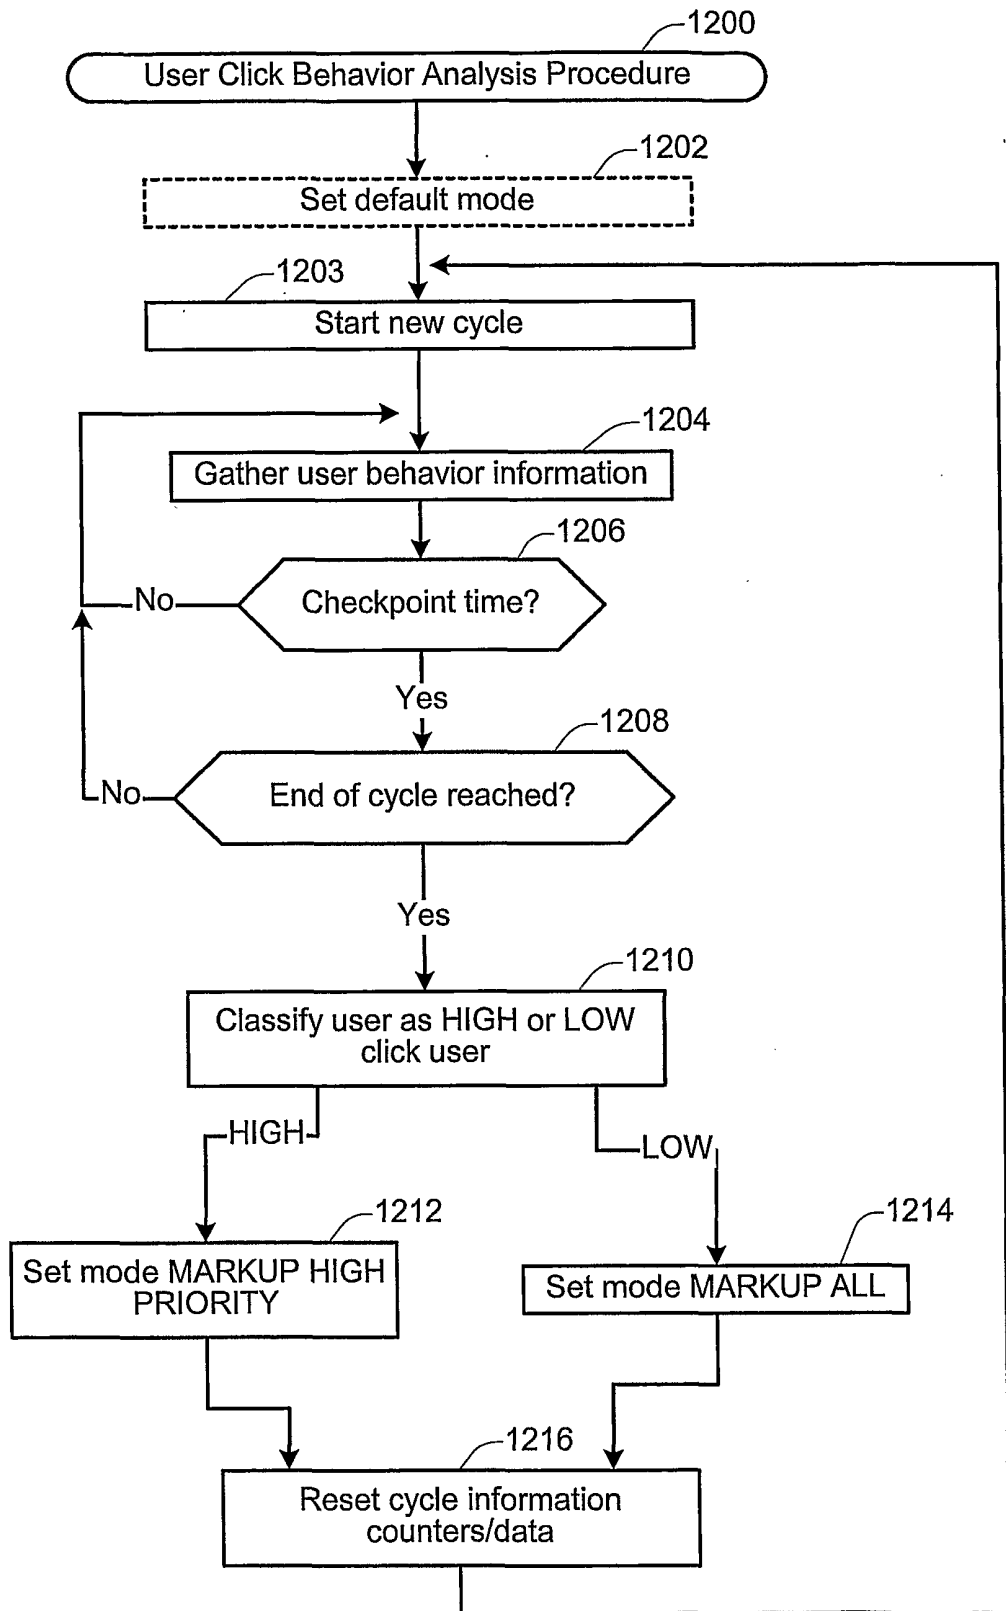 1200
User Click Behavior Analysis Procedure
1202
Set default mode
1203
Start new cycle
1204
Gather user behavior information
1206
Checkpoint time?
No
Yes
1208
End of cycle reached?
No
Yes
1210
Classify user as HIGH or LOW
click user
HIGH
LOW
1212
Set mode MARKUP HIGH
PRIORITY
1214
Set mode MARKUP ALL
1216
Reset cycle information
counters/data